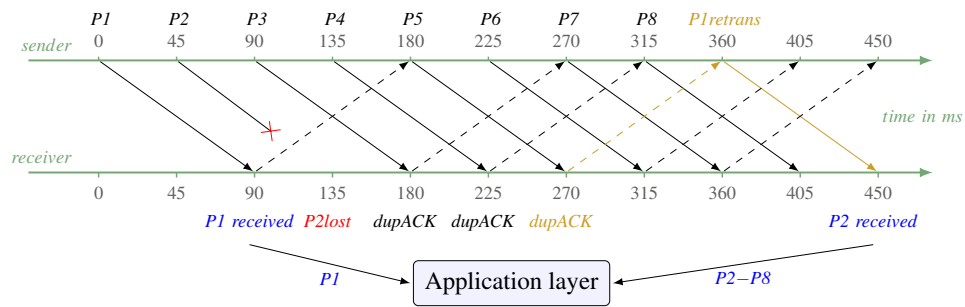 P1 P2 P3 P4 P5 P6 P7 P8 P1retrans
sender 0 45 90 135 180 225 270 315 360 405 450
time in ms
receiver
0 45 90 135 180 225 270 315 360 405 450
P1 received P2lost dupACK dupACK dupACK P2 received
P1 Application layer P2−P8